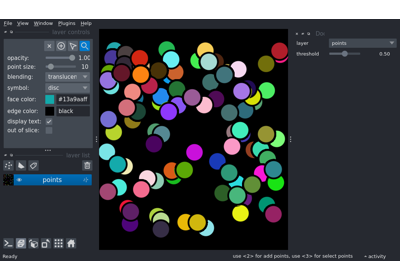 File View Window Plugins Help
layer controls
opacity: 1.00
point size: 10
blending: translucen
symbol: disc
face color: #13a9aaff
edge color: black
display text:
out of slice:
layer list
points
Do
layer points
threshold 0.50
Ready
use <2> for add points, use <3> for select points
activity